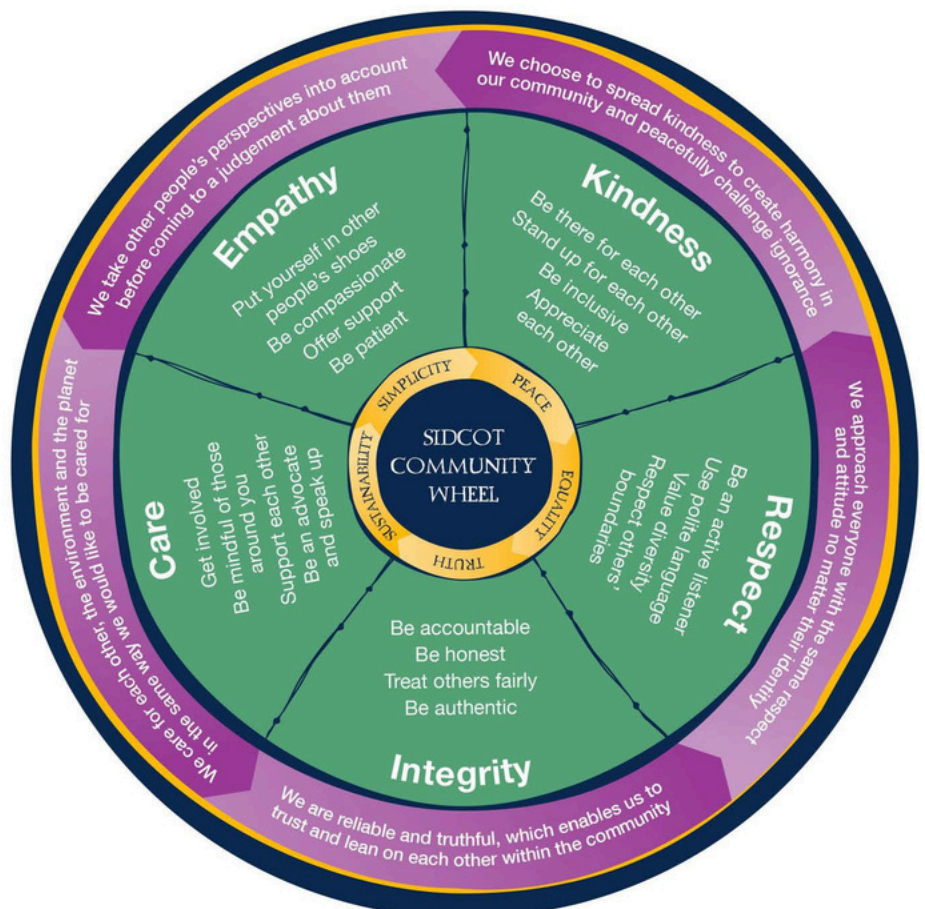 SIDCOT
COMMUNITY
WHEEL
SIMPLICITY
PEACE
EQUALITY
TRUTH
SUSTAINABILITY
We choose to spread kindness to create harmony in
our community and peacefully challenge ignorance
Kindness
Be there for each other
Stand up for each other
Be inclusive
Appreciate
each other
We approach everyone with the same respect
and attitude no matter their identity
Respect
Be an active listener
Use polite language
Value diversity
Respect others'
boundaries
Be accountable
Be honest
Treat others fairly
Be authentic
Integrity
We are reliable and truthful, which enables us to
trust and lean on each other within the community
We care for each other, the environment and the planet
in the same way we would like to be cared for
Care
Get involved
Be mindful of those
around you
Support each other
Be an advocate
and speak up
We take other people's perspectives into account
before coming to a judgement about them
Empathy
Put yourself in other
people's shoes
Be compassionate
Offer support
Be patient